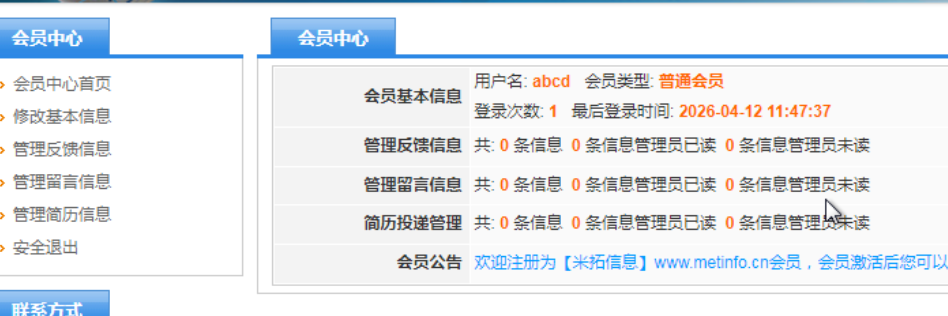 会员中心
会员中心首页
修改基本信息
管理反馈信息
管理留言信息
管理简历信息
安全退出
联系方式
会员中心
会员基本信息
用户名: abcd 会员类型: 普通会员
登录次数: 1 最后登录时间: 2026-04-12 11:47:37
管理反馈信息 共: 0 条信息 0 条信息管理员已读 0 条信息管理员未读
管理留言信息 共: 0 条信息 0 条信息管理员已读 0 条信息管理员未读
简历投递管理 共: 0 条信息 0 条信息管理员已读 0 条信息管理员未读
会员公告 欢迎注册为【米拓信息】www.metinfo.cn会员，会员激活后您可以